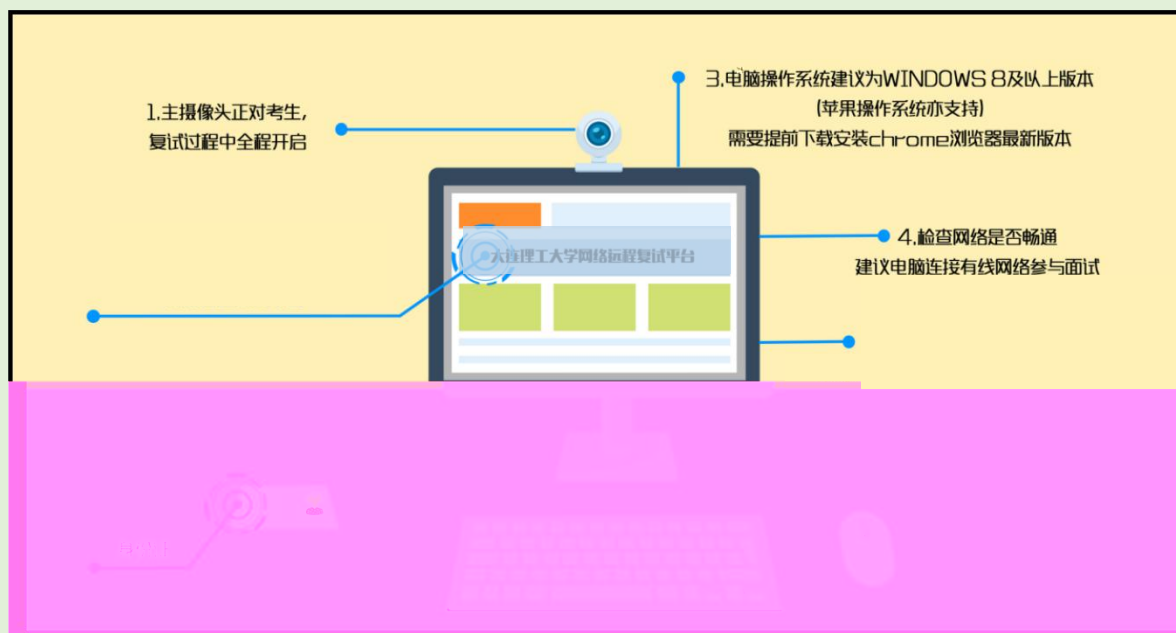 1.主摄像头正对考生,
复试过程中全程开启
3.电脑操作系统建议为WINDOWS 8及以上版本
(苹果操作系统亦支持)
需要提前下载安装chrome浏览器最新版本
大连理工大学网络远程复试平台
4.检查网络是否畅通
建议电脑连接有线网络参与面试